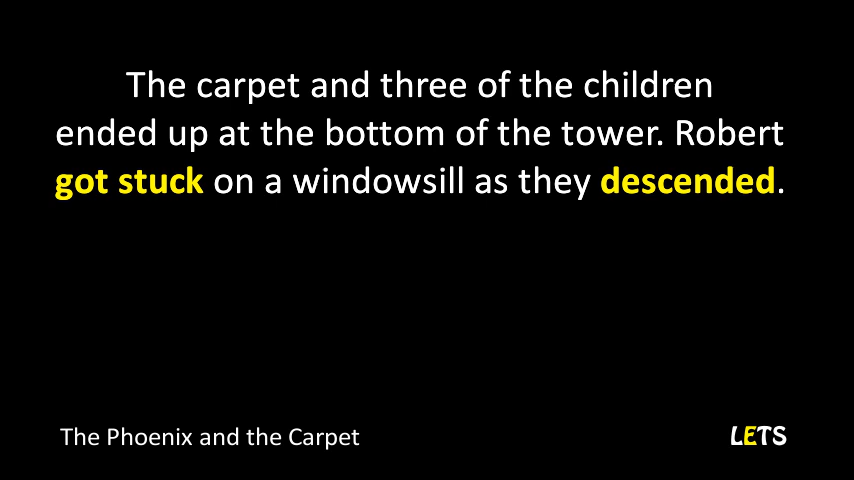 The carpet and three of the children
ended up at the bottom of the tower. Robert
got stuck on a windowsill as they descended.
The Phoenix and the Carpet
LETS